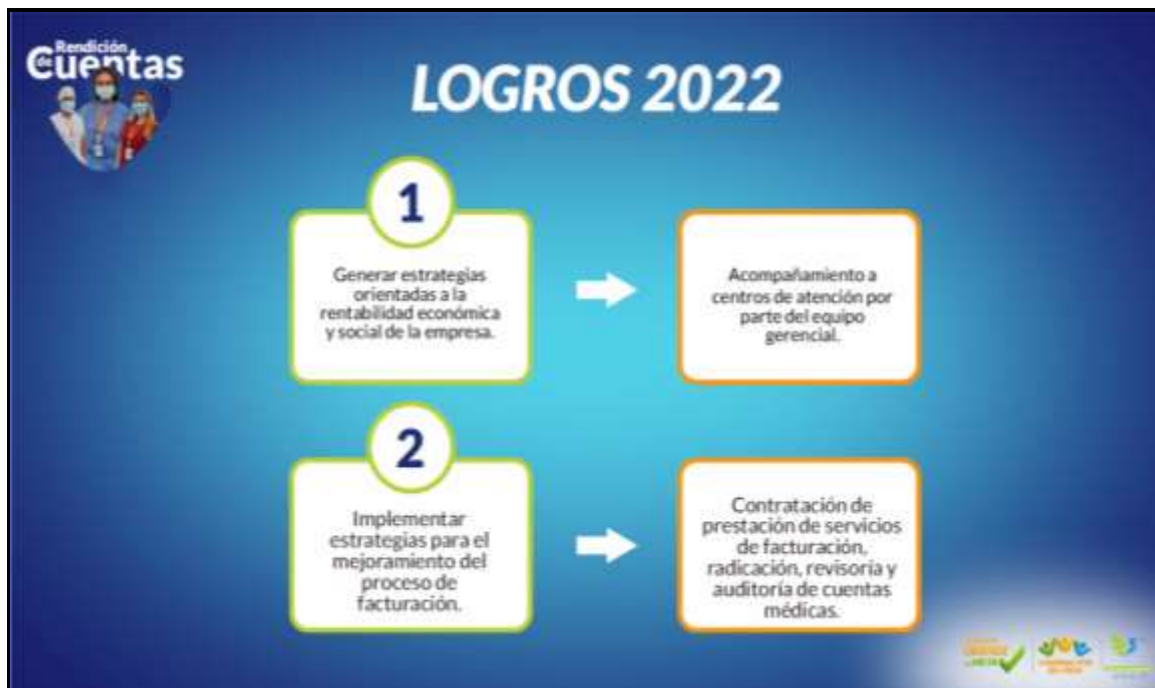 Rendición
de Cuentas
LOGROS 2022
1
Generar estrategias
orientadas a la
rentabilidad económica
y social de la empresa.
Acompañamiento a
centros de atención por
parte del equipo
gerencial.
2
Implementar
estrategias para el
mejoramiento del
proceso de
facturación.
Contratación de
prestación de servicios
de facturación,
radicación, revisoría y
auditoría de cuentas
médicas.